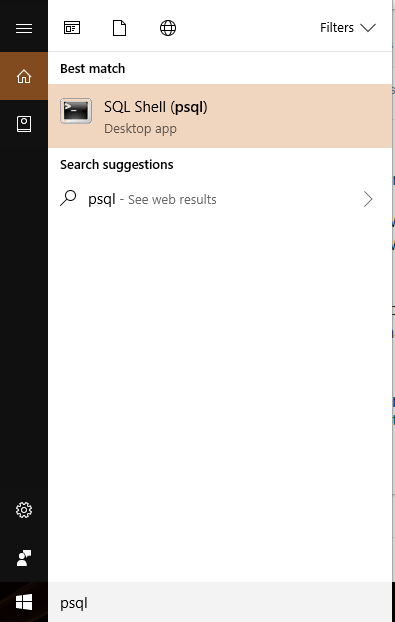 Filters
Best match
SQL Shell (psql)
Desktop app
Search suggestions
psql - See web results
psql